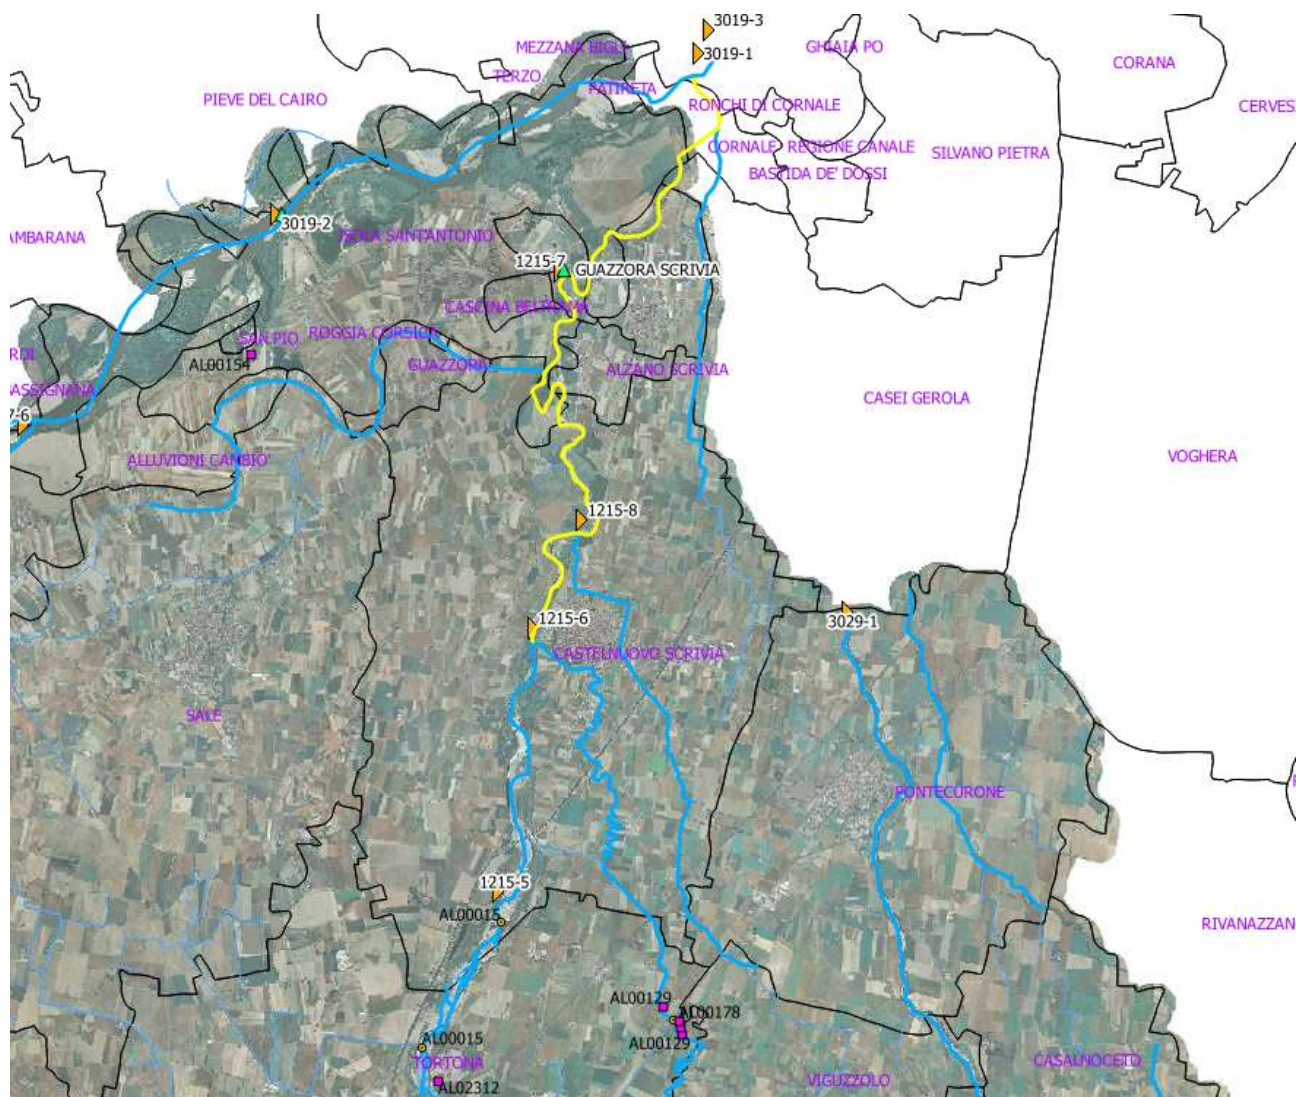 3019-3
MEZZANA BIGLI
GHIAIA PO
3019-1
CORANA
TERZO
FATIRETA
PIEVE DEL CAIRO
RONCHI DI CORNALE
CERVES
CORNALE REGIONE CANALE
SILVANO PIETRA
BASTIDA DE' DOSSI
3019-2
AMBARANA
ISOLA SANT'ANTONIO
1215-7
GUAZZORA SCRIVIA
CASCINA BELTRAMA
SAN PIO
ROGGIA CORSICA
RDI
AL00154
GUAZZORA
ALZANO SCRIVIA
BASSIGNANA
CASEI GEROLA
7-6
ALLUVIONI CAMBIO'
VOGHERA
1215-8
1215-6
3029-1
CASTELNUOVO SCRIVIA
SALE
PONTECURONE
1215-5
AL00015
RIVANAZZAN
AL00129
AL00178
AL00015
AL00129
TORTONA
CASALNOCETO
VIGUZZOLO
AL02312